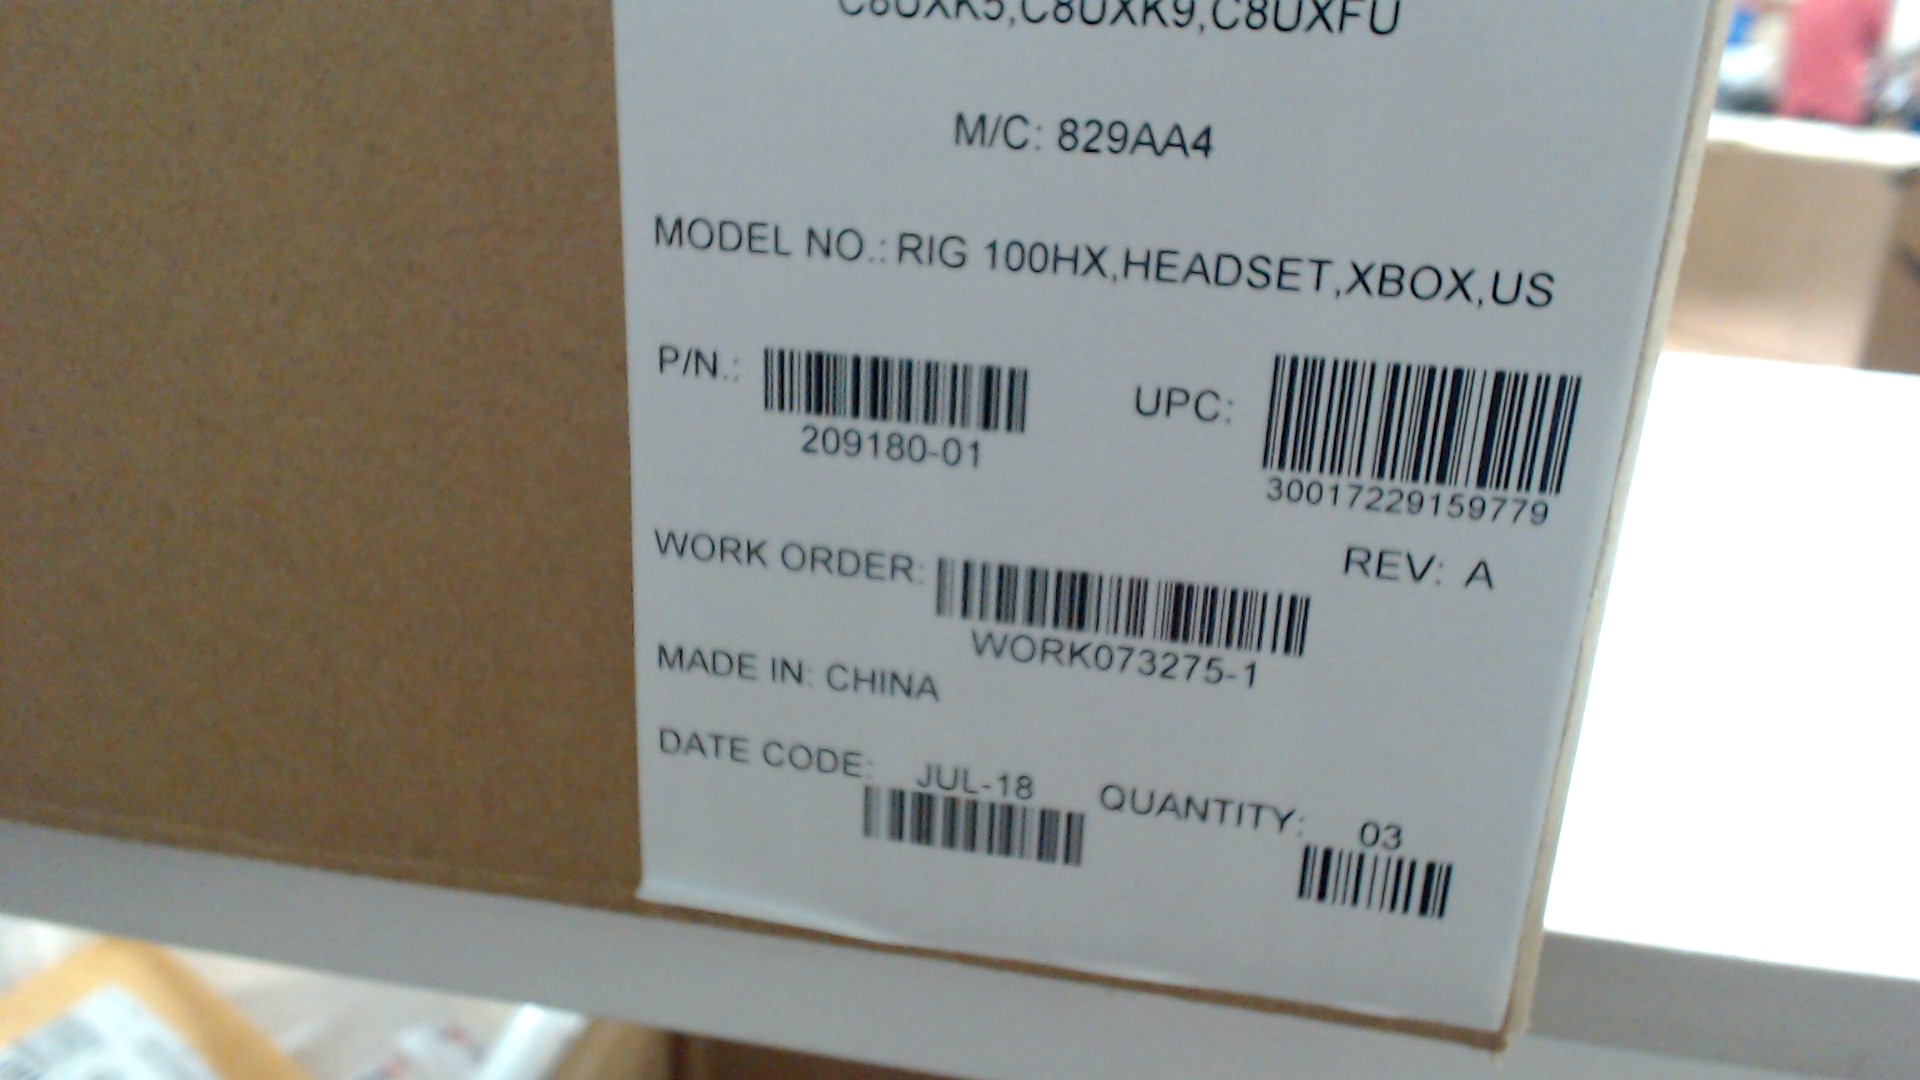 C8UXK5,C8UXK9,C8UXFU
M/C: 829AA4
MODEL NO.: RIG 100HX,HEADSET,XBOX,US
P/N.:
209180-01
UPC:
30017229159779
WORK ORDER:
WORK073275-1
REV: A
MADE IN: CHINA
DATE CODE: JUL-18
QUANTITY: 03